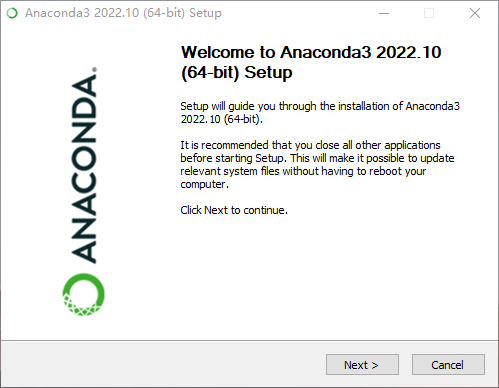 Anaconda3 2022.10 (64-bit) Setup
Welcome to Anaconda3 2022.10
(64-bit) Setup
ANACONDA.
Setup will guide you through the installation of Anaconda3
2022.10 (64-bit).
It is recommended that you close all other applications
before starting Setup. This will make it possible to update
relevant system files without having to reboot your
computer.
Click Next to continue.
Next >
Cancel